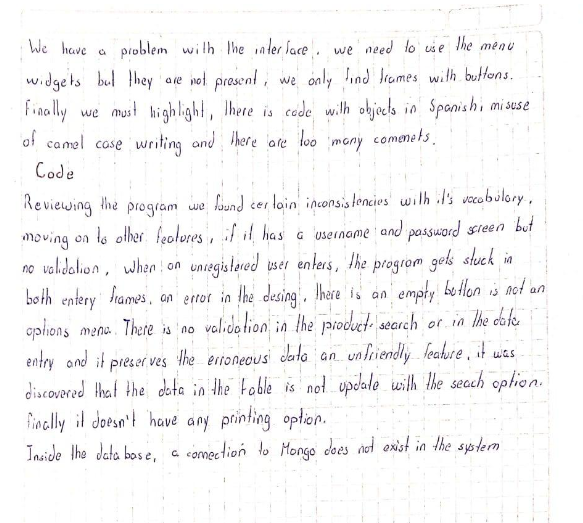 We have a problem with the interface. we need to use the menu
widgets but they are not present, we only find frames with buttons.
Finally we must highlight, there is code with objects in Spanish, misuse
of camel case writing and there are too many comenets.
Code
Reviewing the program we found certain inconsistencies with it's vocabulary,
moving on to other features, if it has a username and password screen but
no validation, when an unregistered user enters, the program gets stuck in
both entery frames, an error in the desing, there is an empty botton is not an
options menu. There is no validation in the product search or in the date
entry and it preserves the erroneous data an unfriendly feature, it was
discovered that the data in the table is not update with the seach option.
finally it doesn't have any printing option.
Inside the data base, a connection to Mongo does not exist in the system